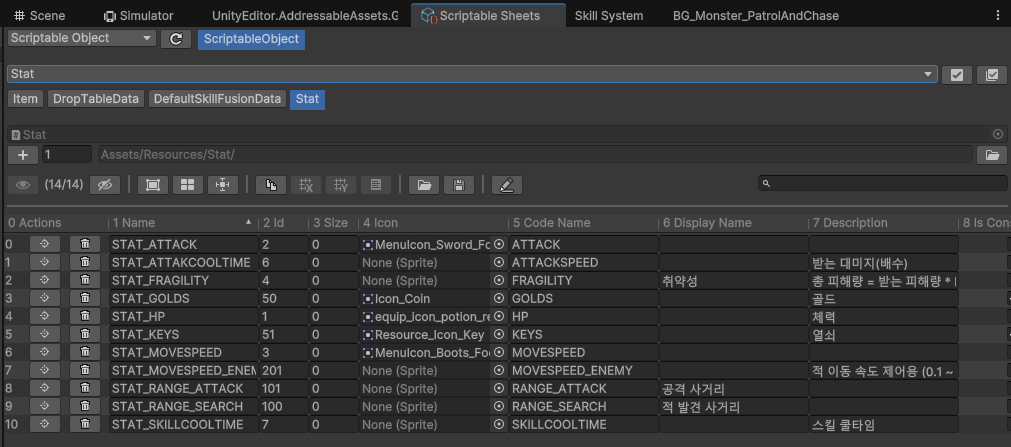 Scene Simulator UnityEditor.AddressableAssets.G Scriptable Sheets Skill System BG_Monster_PatrolAndChase
Scriptable Object ScriptableObject
Stat
Item DropTableData DefaultSkillFusionData Stat
Stat
1 Assets/Resources/Stat/
(14/14)
0 Actions 1 Name 2 Id 3 Size 4 Icon 5 Code Name 6 Display Name 7 Description 8 Is Cons
0 STAT_ATTACK 2 0 MenuIcon_Sword_Fo ATTACK
1 STAT_ATTAKCOOLTIME 6 0 None (Sprite) ATTACKSPEED 받는 대미지(배수)
2 STAT_FRAGILITY 4 0 None (Sprite) FRAGILITY 취약성 총 피해량 = 받는 피해량 *
3 STAT_GOLDS 50 0 Icon_Coin GOLDS 골드
4 STAT_HP 1 0 equip_icon_potion_re HP 체력
5 STAT_KEYS 51 0 Resource_Icon_Key KEYS 열쇠
6 STAT_MOVESPEED 3 0 MenuIcon_Boots_Foo MOVESPEED
7 STAT_MOVESPEED_ENEM 201 0 None (Sprite) MOVESPEED_ENEMY 적 이동 속도 제어용 (0.1 ~
8 STAT_RANGE_ATTACK 101 0 None (Sprite) RANGE_ATTACK 공격 사거리
9 STAT_RANGE_SEARCH 100 0 None (Sprite) RANGE_SEARCH 적 발견 사거리
10 STAT_SKILLCOOLTIME 7 0 None (Sprite) SKILLCOOLTIME 스킬 쿨타임